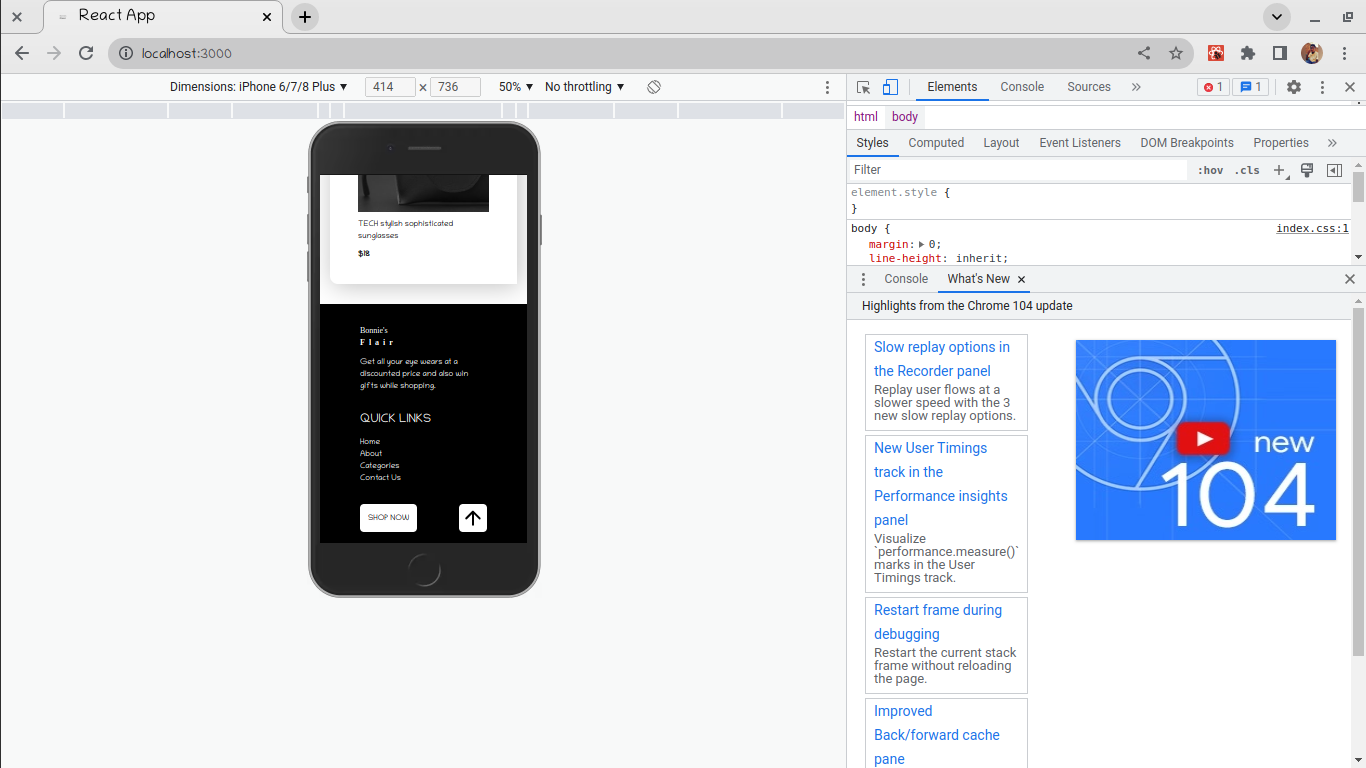 React App
localhost:3000
Dimensions: iPhone 6/7/8 Plus ▼ 414 × 736 50% ▼ No throttling ▼
TECH stylish sophisticated
sunglasses
$18
Bonnie's
Flair
Get all your eye wears at a
discounted price and also win
gifts while shopping.
QUICK LINKS
Home
About
Categories
Contact Us
SHOP NOW
Elements Console Sources » 1 1
html body
Styles Computed Layout Event Listeners DOM Breakpoints Properties »
Filter :hov .cls
element.style {
}
body { index.css:1
margin: 0;
line-height: inherit;
Console What's New
Highlights from the Chrome 104 update
Slow replay options in
the Recorder panel
Replay user flows at a
slower speed with the 3
new slow replay options.
New User Timings
track in the
Performance insights
panel
Visualize
`performance.measure()`
marks in the User
Timings track.
Restart frame during
debugging
Restart the current stack
frame without reloading
the page.
Improved
Back/forward cache
pane
new
104